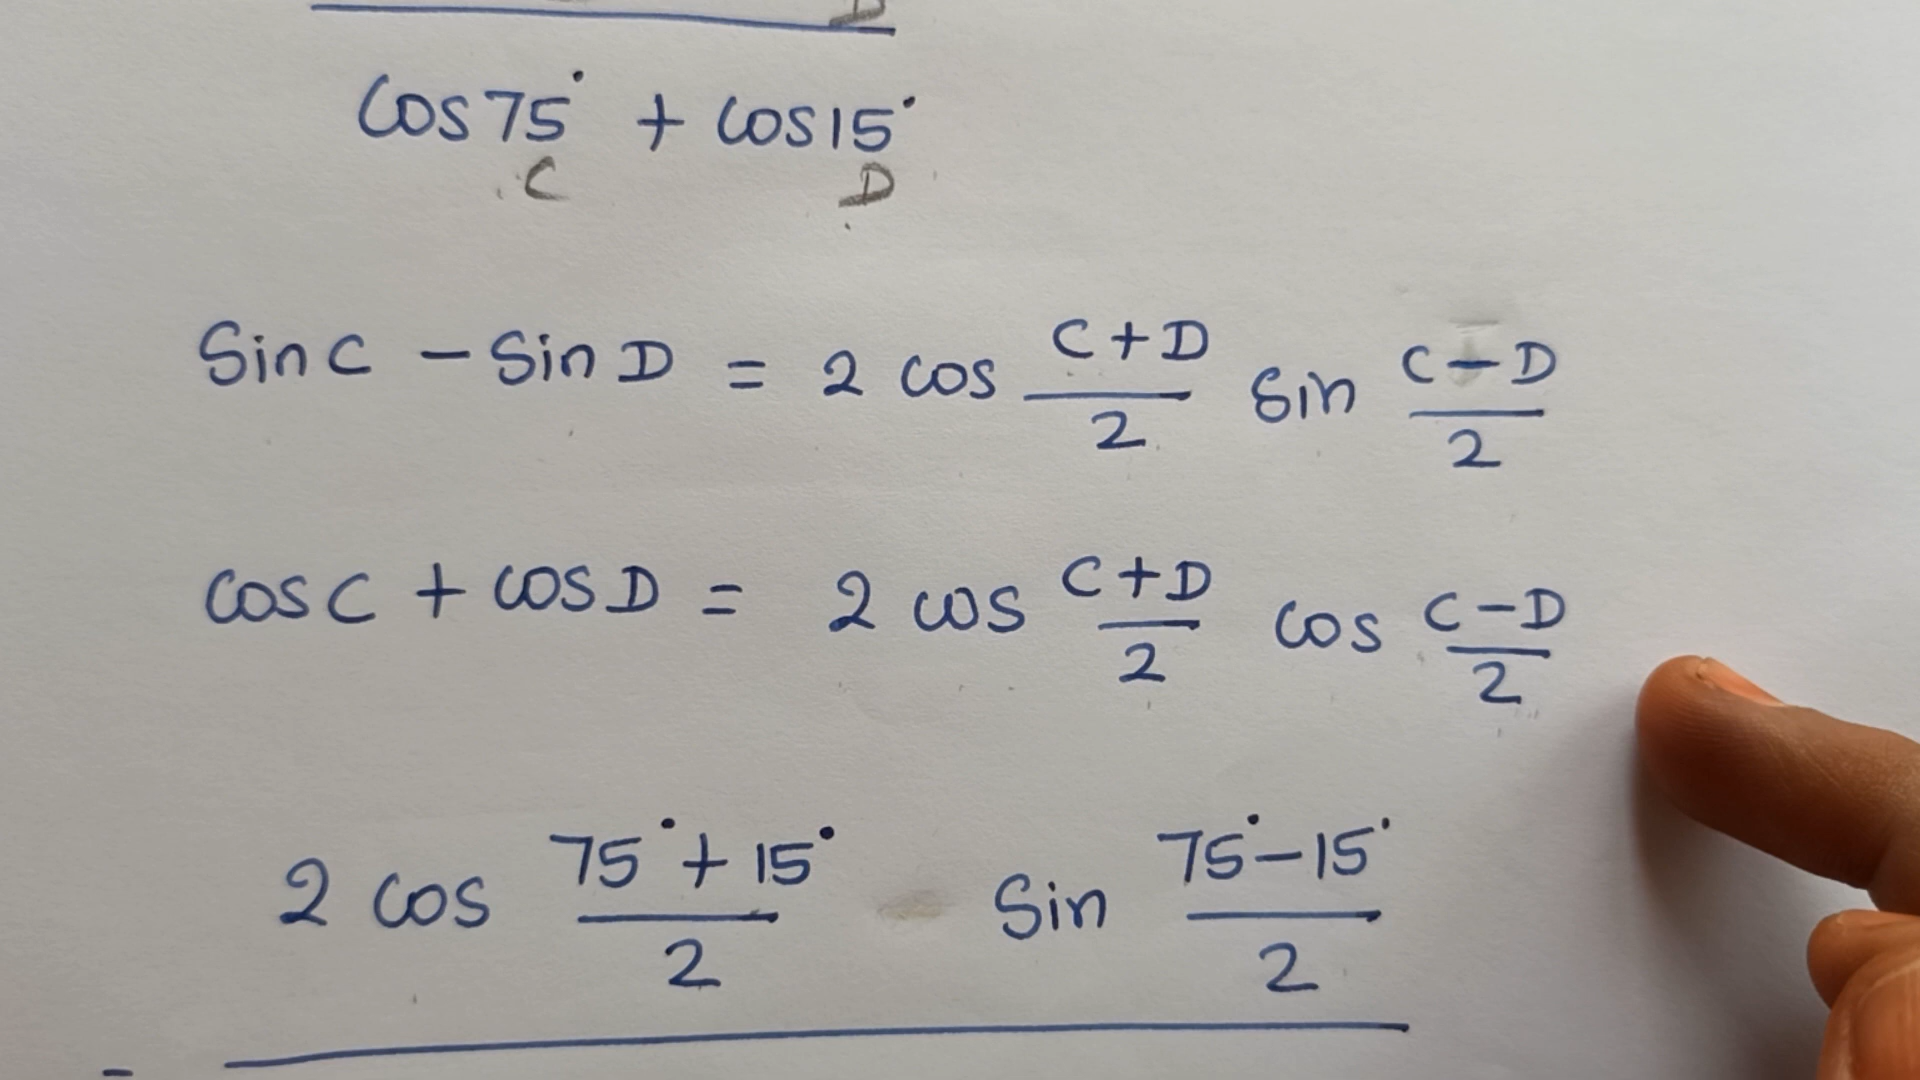 D
cos 75° + cos 15°
C D
Sin C - Sin D = 2 cos C+D/2 Sin C-D/2
cos C + cos D = 2 cos C+D/2 cos C-D/2
2 cos 75°+15°/2 Sin 75°-15°/2